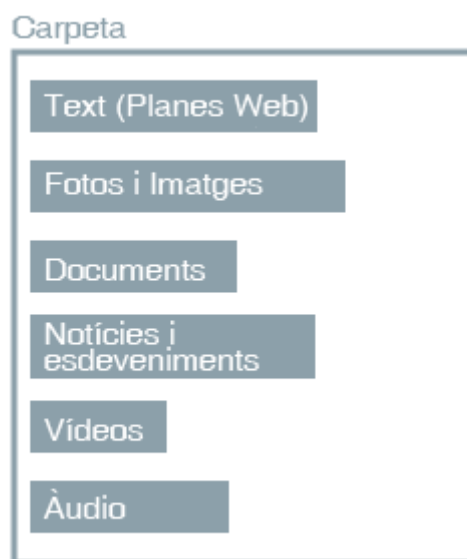 Carpeta
Text (Planes Web)
Fotos i Imatges
Documents
Notícies i
esdeveniments
Vídeos
Àudio